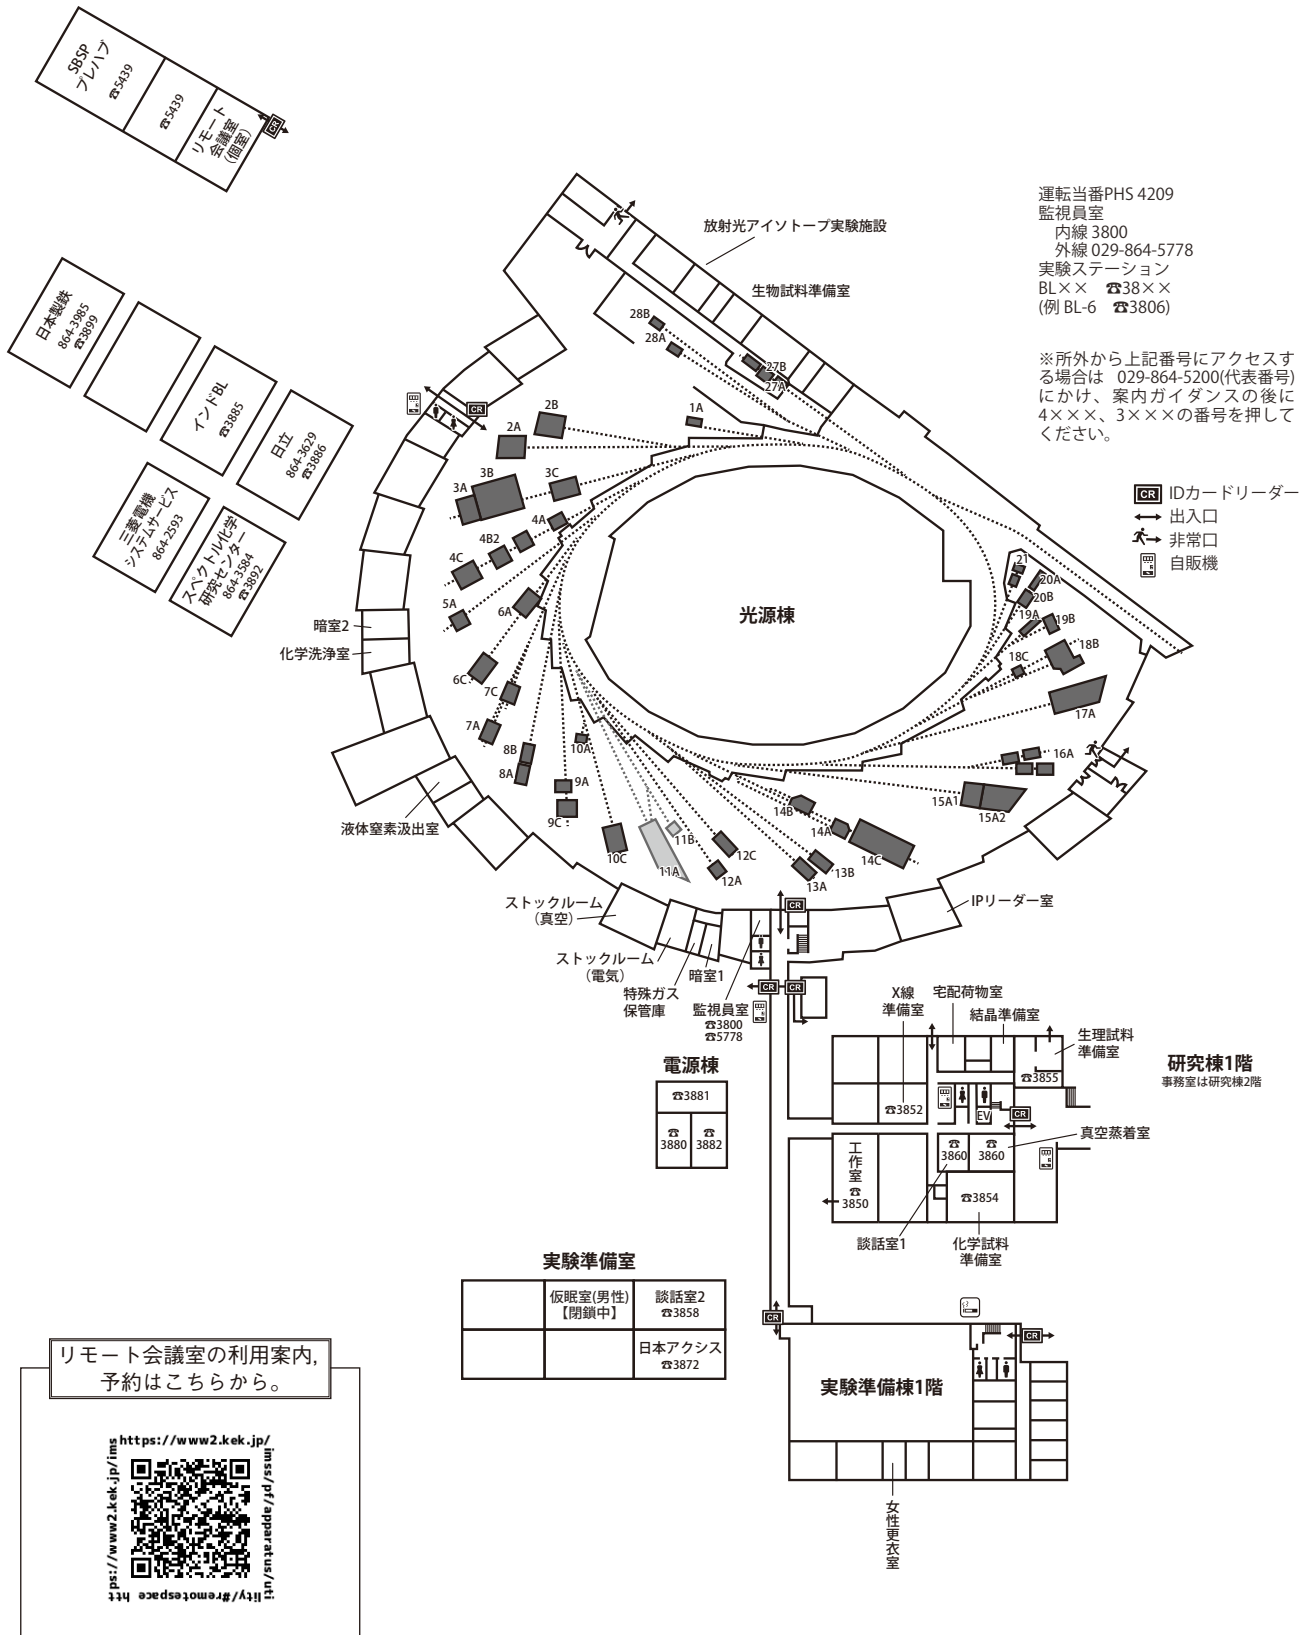 SBSP
プレハブ
☎5439
☎5439
リモート
会議室
(個室)
CR
運転当番PHS 4209
監視員室
内線 3800
外線 029-864-5778
実験ステーション
BL×× ☎38××
(例 BL-6 ☎3806)
※所外から上記番号にアクセスす
る場合は 029-864-5200(代表番号)
にかけ、案内ガイダンスの後に
4×××、3×××の番号を押して
ください。
CR IDカードリーダー
出入口
非常口
自販機
放射光アイソトープ実験施設
生物試料準備室
日本製鉄
864-3985
☎3899
インドBL
☎3885
日立
864-3629
☎3886
三菱電機
システムサービス
864-2593
スペクトル化学
研究センター
864-3584
☎3892
28B
28A
27B
27A
CR
2B
2A
1A
3C
3B
3A
4A
4B2
4C
5A
6A
6C
7C
7A
8B
8A
9A
9C
10A
10C
11A
11B
12A
12C
13A
13B
14A
14B
14C
15A1
15A2
16A
17A
18B
18C
19A
19B
20A
20B
21
光源棟
暗室2
化学洗浄室
液体窒素汲出室
ストックルーム
(真空)
ストックルーム
(電気)
特殊ガス
保管庫
暗室1
監視員室
☎3800
☎5778
CR
CR
CR
IPリーダー室
X線
準備室
宅配荷物室
結晶準備室
生理試料
準備室
☎3855
☎3852
EV
CR
研究棟1階
事務室は研究棟2階
電源棟
☎3881
☎
3880
☎
3882
工作室
☎
3850
☎
3860
☎
3860
真空蒸着室
☎3854
談話室1
化学試料
準備室
実験準備室
仮眠室(男性)
【閉鎖中】
談話室2
☎3858
日本アクシス
☎3872
CR
CR
実験準備棟1階
女性更衣室
リモート会議室の利用案内,
予約はこちらから。
https://www2.kek.jp/
imss/pf/apparatus/uti
lity/#remotespace htt
ps://www2.kek.jp/ims